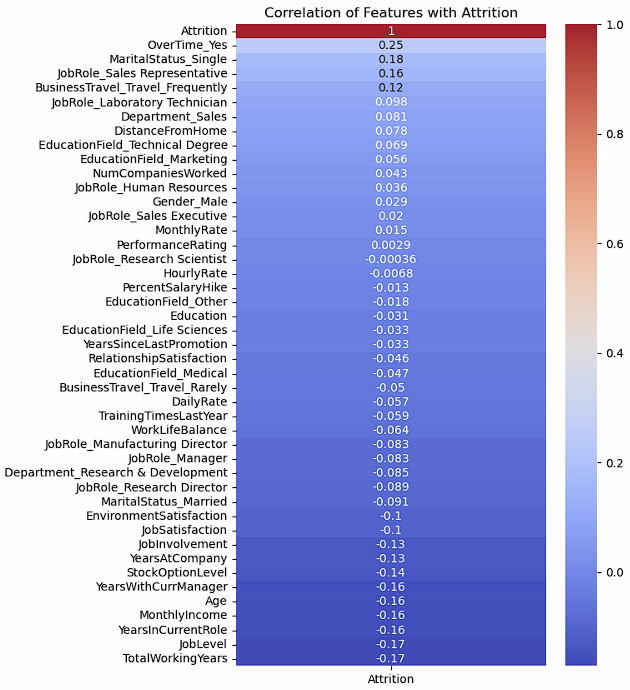 Correlation of Features with Attrition
Attrition 1
OverTime_Yes 0.25
MaritalStatus_Single 0.18
JobRole_Sales Representative 0.16
BusinessTravel_Travel_Frequently 0.12
JobRole_Laboratory Technician 0.098
Department_Sales 0.081
DistanceFromHome 0.078
EducationField_Technical Degree 0.069
EducationField_Marketing 0.056
NumCompaniesWorked 0.043
JobRole_Human Resources 0.036
Gender_Male 0.029
JobRole_Sales Executive 0.02
MonthlyRate 0.015
PerformanceRating 0.0029
JobRole_Research Scientist -0.00036
HourlyRate -0.0068
PercentSalaryHike -0.013
EducationField_Other -0.018
Education -0.031
EducationField_Life Sciences -0.033
YearsSinceLastPromotion -0.033
RelationshipSatisfaction -0.046
EducationField_Medical -0.047
BusinessTravel_Travel_Rarely -0.05
DailyRate -0.057
TrainingTimesLastYear -0.059
WorkLifeBalance -0.064
JobRole_Manufacturing Director -0.083
JobRole_Manager -0.083
Department_Research & Development -0.085
JobRole_Research Director -0.089
MaritalStatus_Married -0.091
EnvironmentSatisfaction -0.1
JobSatisfaction -0.1
JobInvolvement -0.13
YearsAtCompany -0.13
StockOptionLevel -0.14
YearsWithCurrManager -0.16
Age -0.16
MonthlyIncome -0.16
YearsInCurrentRole -0.16
JobLevel -0.17
TotalWorkingYears -0.17
Attrition
1.0
0.8
0.6
0.4
0.2
0.0